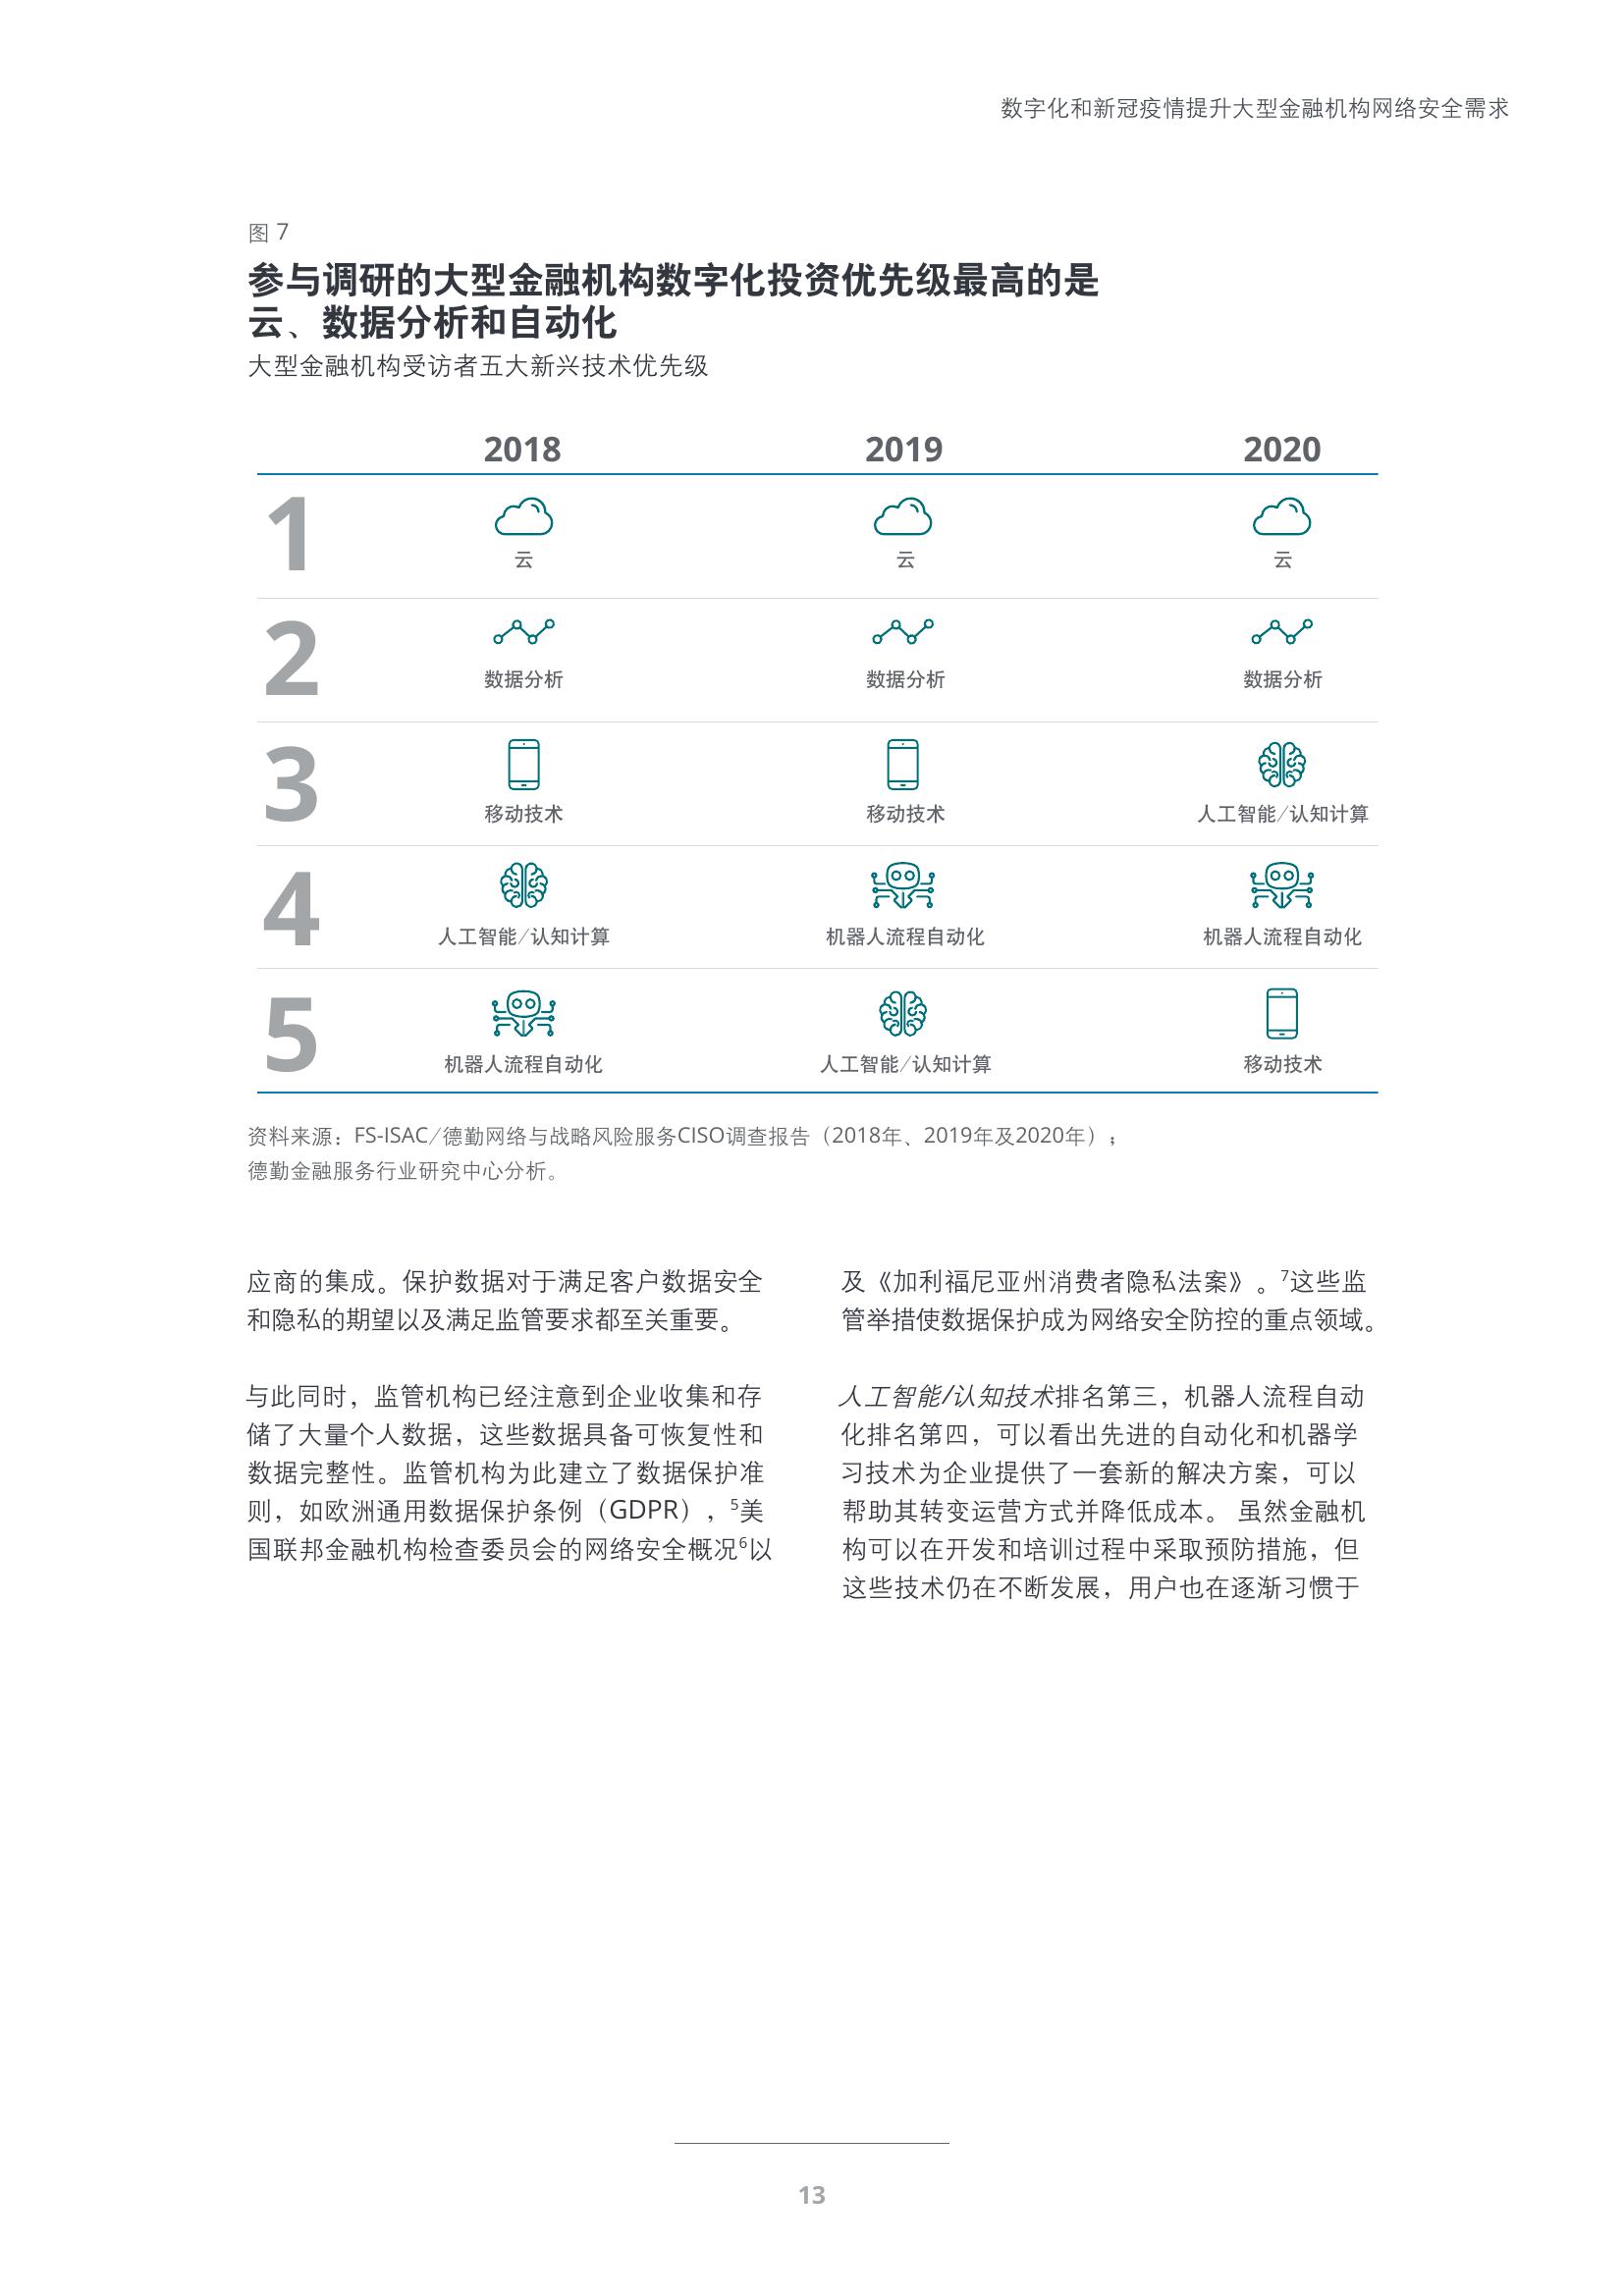 数字化和新冠疫情提升大型金融机构网络安全需求
图 7
参与调研的大型金融机构数字化投资优先级最高的是
云、数据分析和自动化
大型金融机构受访者五大新兴技术优先级
2018 2019 2020
1 云 云 云
2 数据分析 数据分析 数据分析
3 移动技术 移动技术 人工智能/认知计算
4 人工智能/认知计算 机器人流程自动化 机器人流程自动化
5 机器人流程自动化 人工智能/认知计算 移动技术
资料来源：FS-ISAC/德勤网络与战略风险服务CISO调查报告（2018年、2019年及2020年）；
德勤金融服务行业研究中心分析。
应商的集成。保护数据对于满足客户数据安全
和隐私的期望以及满足监管要求都至关重要。
与此同时，监管机构已经注意到企业收集和存
储了大量个人数据，这些数据具备可恢复性和
数据完整性。监管机构为此建立了数据保护准
则，如欧洲通用数据保护条例（GDPR），5美
国联邦金融机构检查委员会的网络安全概况6以
及《加利福尼亚州消费者隐私法案》。7这些监
管举措使数据保护成为网络安全防控的重点领域。
人工智能/认知技术排名第三，机器人流程自动
化排名第四，可以看出先进的自动化和机器学
习技术为企业提供了一套新的解决方案，可以
帮助其转变运营方式并降低成本。 虽然金融机
构可以在开发和培训过程中采取预防措施，但
这些技术仍在不断发展，用户也在逐渐习惯于
13